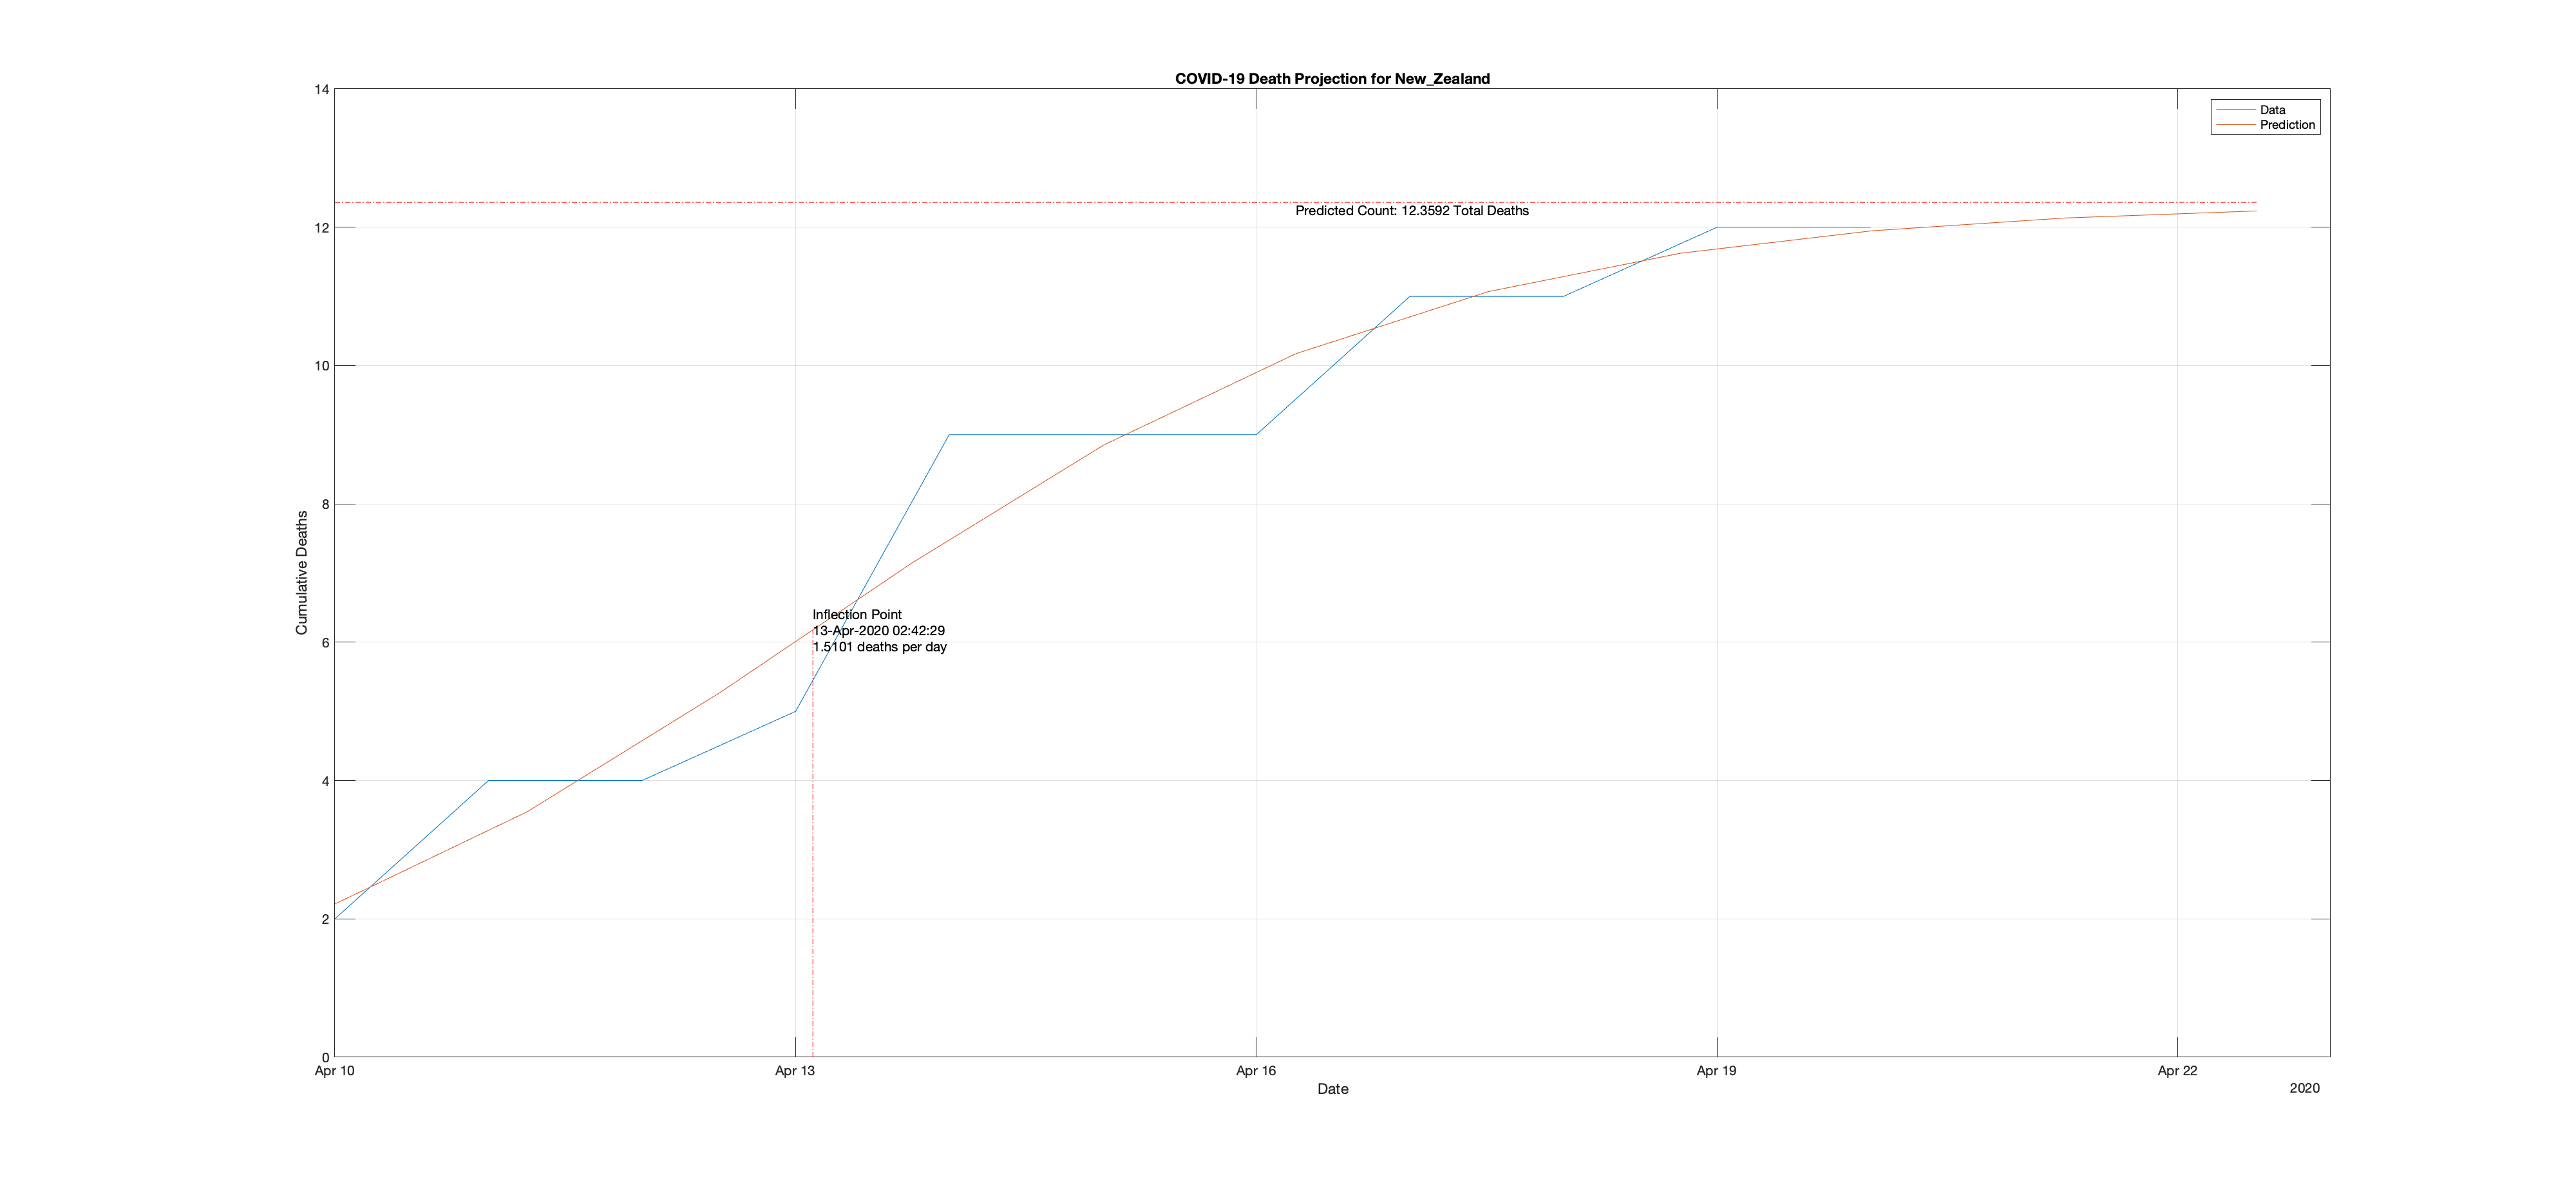 COVID-19 Death Projection for New_Zealand
14
12
10
8
6
4
2
0
Cumulative Deaths
Data
Prediction
Predicted Count: 12.3592 Total Deaths
Inflection Point
13-Apr-2020 02:42:29
1.5101 deaths per day
Apr 10
Apr 13
Apr 16
Apr 19
Apr 22
Date
2020